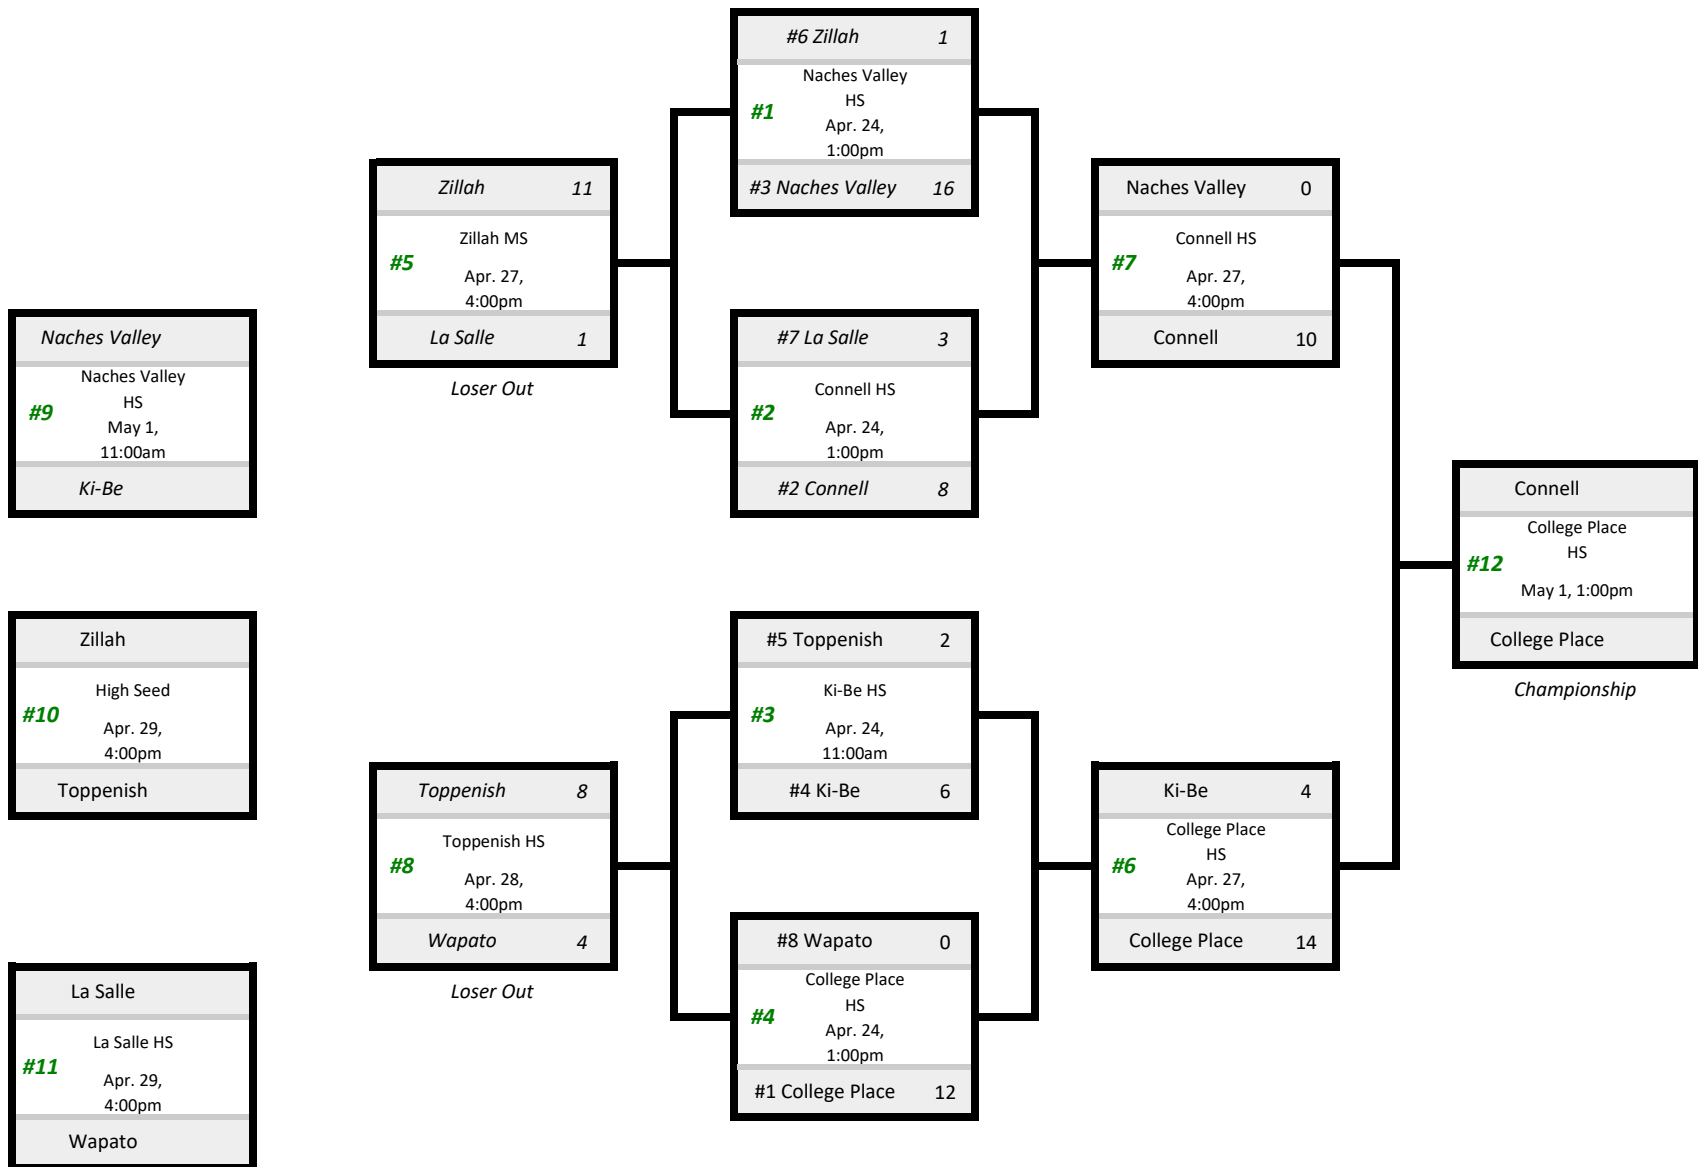 #6 Zillah 1
Naches Valley
HS
#1
Apr. 24,
1:00pm
#3 Naches Valley 16
Zillah 11
Zillah MS
#5
Apr. 27,
4:00pm
La Salle 1
Loser Out
Naches Valley 0
Connell HS
#7
Apr. 27,
4:00pm
Connell 10
Naches Valley
Naches Valley
HS
#9
May 1,
11:00am
Ki-Be
#7 La Salle 3
Connell HS
#2
Apr. 24,
1:00pm
#2 Connell 8
Connell
College Place
HS
#12
May 1, 1:00pm
College Place
Championship
Zillah
High Seed
#10
Apr. 29,
4:00pm
Toppenish
#5 Toppenish 2
Ki-Be HS
#3
Apr. 24,
11:00am
#4 Ki-Be 6
Toppenish 8
Toppenish HS
#8
Apr. 28,
4:00pm
Wapato 4
Loser Out
Ki-Be 4
College Place
HS
#6
Apr. 27,
4:00pm
College Place 14
#8 Wapato 0
College Place
HS
#4
Apr. 24,
1:00pm
#1 College Place 12
La Salle
La Salle HS
#11
Apr. 29,
4:00pm
Wapato